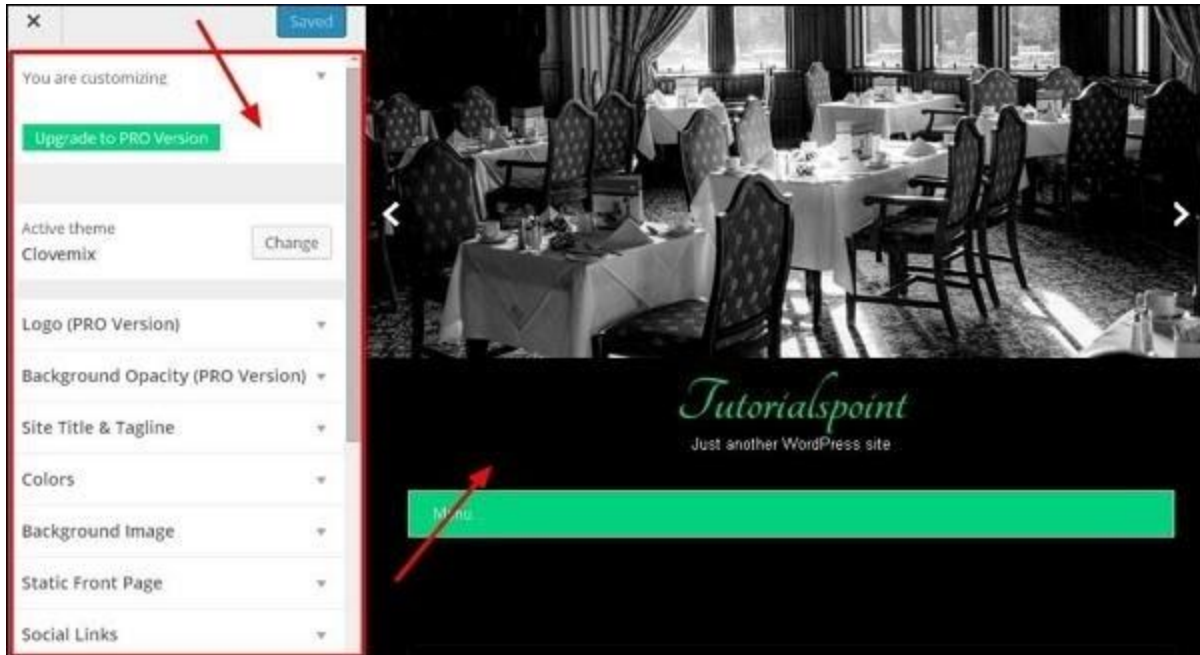 Saved
You are customizing
Upgrade to PRO Version
Active theme
Clovemix
Change
Logo (PRO Version)
Background Opacity (PRO Version)
Site Title & Tagline
Colors
Background Image
Static Front Page
Social Links
Tutorialspoint
Just another WordPress site
Menu...